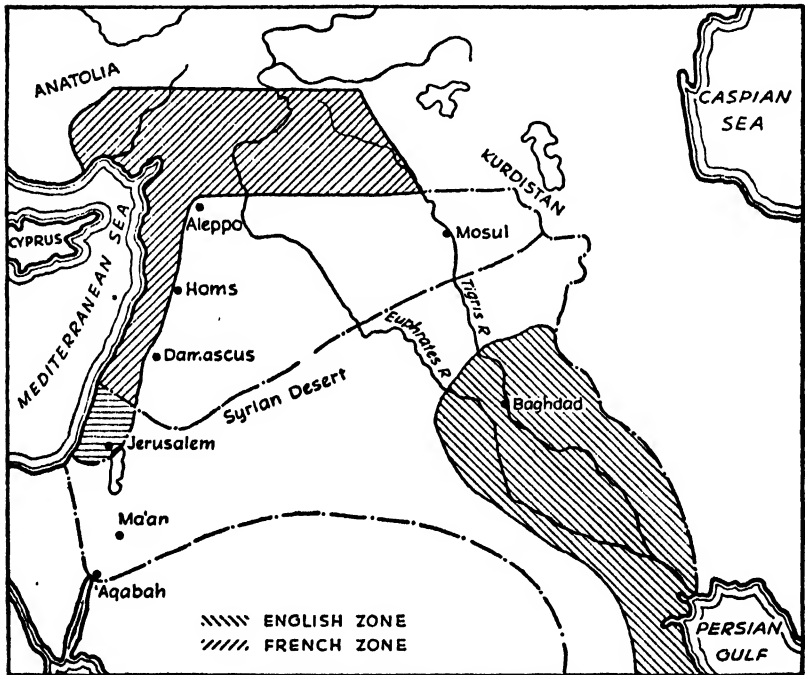 ANATOLIA
CASPIAN
SEA
KURDISTAN
Aleppo
CYPRUS
Mosul
MEDITERRANEAN SEA
Homs
Tigris R
Euphrates R
Damascus
Syrian Desert
Baghdad
Jerusalem
Ma'an
'Aqabah
ENGLISH ZONE
FRENCH ZONE
PERSIAN
GULF